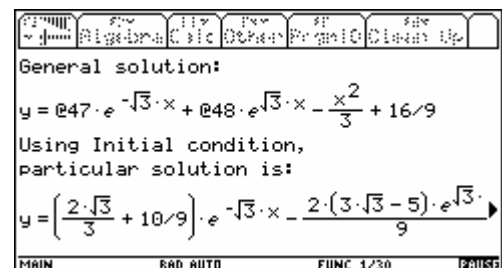 Algebra Calc Other PrgmIO Clean Up
General solution:
y = @47·e^(-√3·x) + @48·e^(√3·x) - x²/3 + 16/9
Using Initial condition,
particular solution is:
y = (2·√3/3 + 10/9)·e^(-√3·x) - 2·(3·√3 - 5)·e^(√3·/9 ▶
MAIN RAD AUTO FUNC 1/30 PAUSE